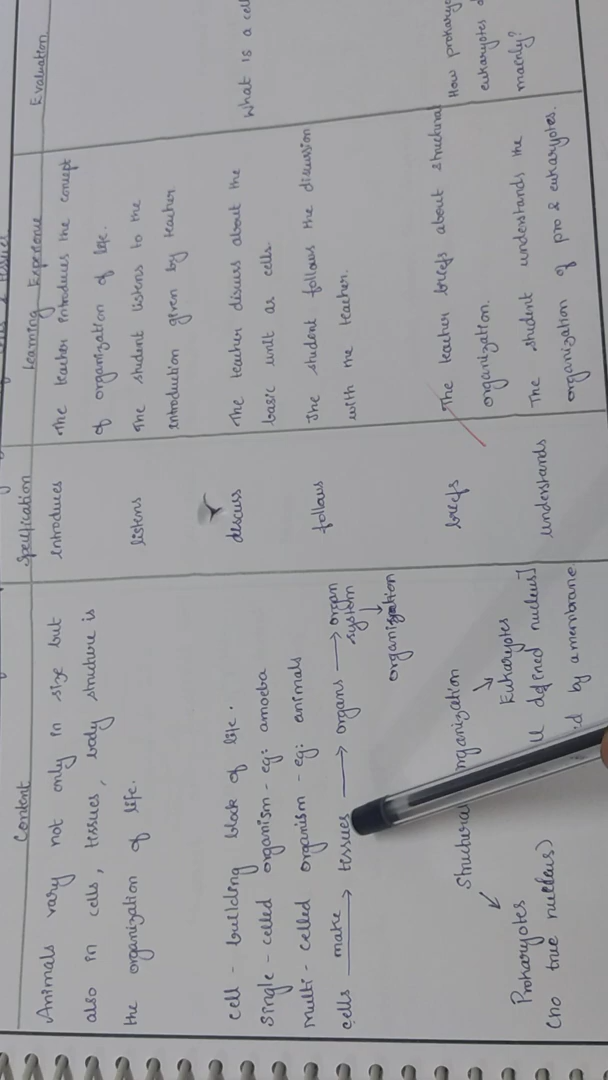 Content
Animals vary not only in size but
also in cells, tissues, body structure is
the organization of life.
cell - building block of life.
Single - celled organism - eg: amoeba
Multi - celled organism - eg: animals
cells make → tissues → organs → organ
system
↓
organization
Structural organization
Prokaryotes
(no true nucleus)
Eukaryotes
defined nucleus]
by a membrane
Specification
introduces
listens
discuss
follows
briefs
understands
Learning Experience
The teacher introduces the concept
of organization of life.
The student listens to the
introduction given by teacher
The teacher discuss about the
basic unit as cells.
The student follows the discussion
with the teacher.
The teacher briefs about structural
organization.
The student understands the
organization of pro & eukaryotes.
Evaluation
What is a cell
How prokaryo
eukaryotes
mainly?